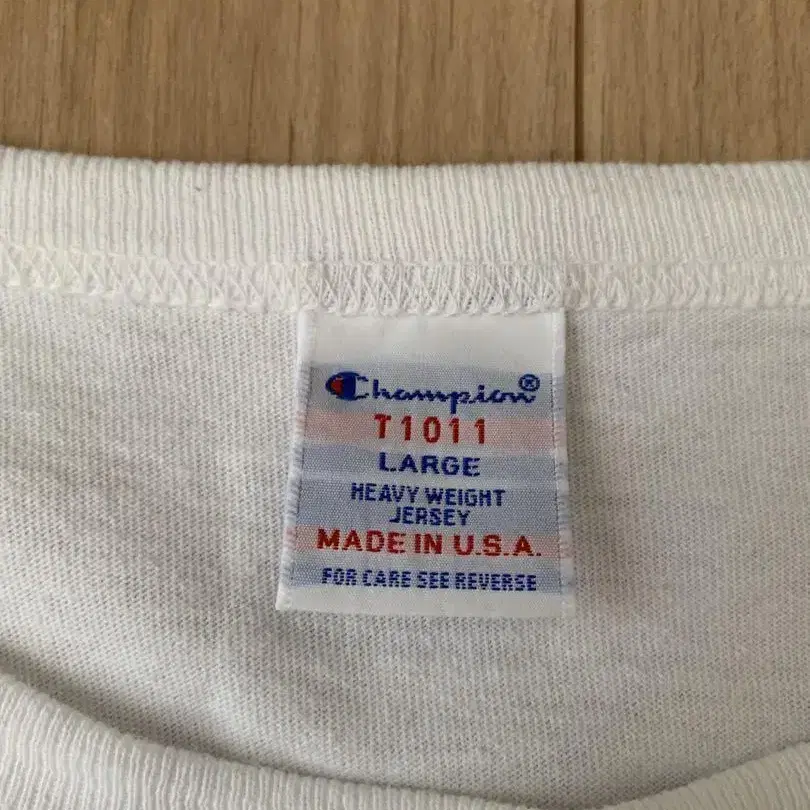 Champion®
T1011
LARGE
HEAVY WEIGHT
JERSEY
MADE IN U.S.A.
FOR CARE SEE REVERSE